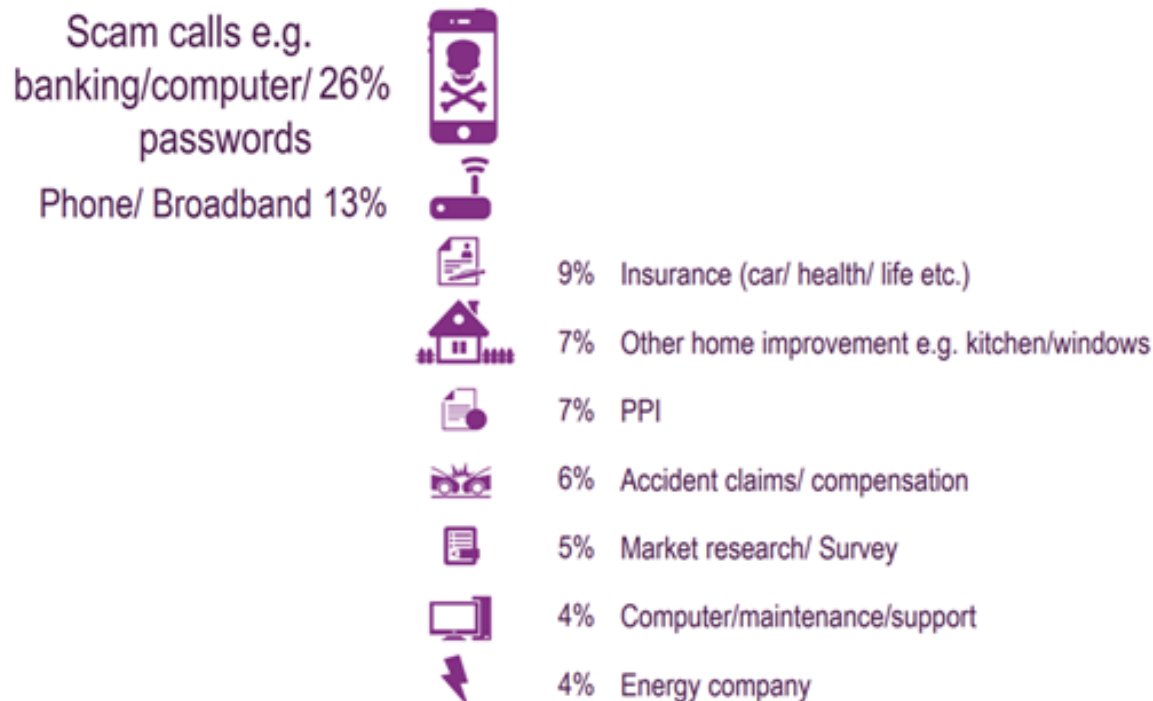 Scam calls e.g.
banking/computer/ 26%
passwords
Phone/ Broadband 13%
9% Insurance (car/ health/ life etc.)
7% Other home improvement e.g. kitchen/windows
7% PPI
6% Accident claims/ compensation
5% Market research/ Survey
4% Computer/maintenance/support
4% Energy company